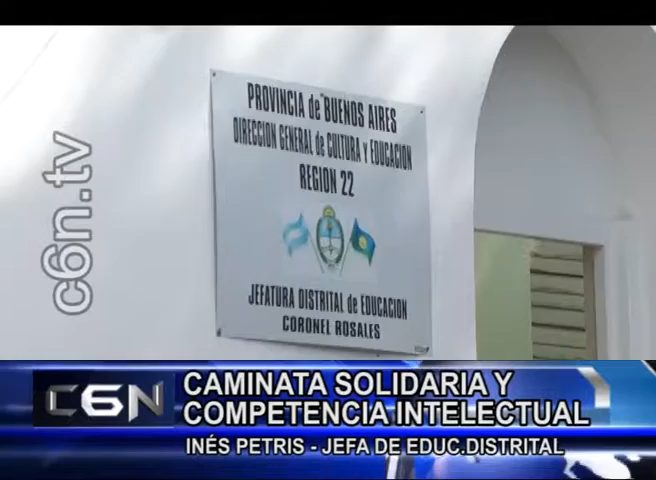 PROVINCIA de BUENOS AIRES
DIRECCION GENERAL de CULTURA Y EDUCACION
REGION 22
JEFATURA DISTRITAL de EDUCACION
CORONEL ROSALES
c6n.tv
C6N
CAMINATA SOLIDARIA Y
COMPETENCIA INTELECTUAL
INÉS PETRIS - JEFA DE EDUC.DISTRITAL